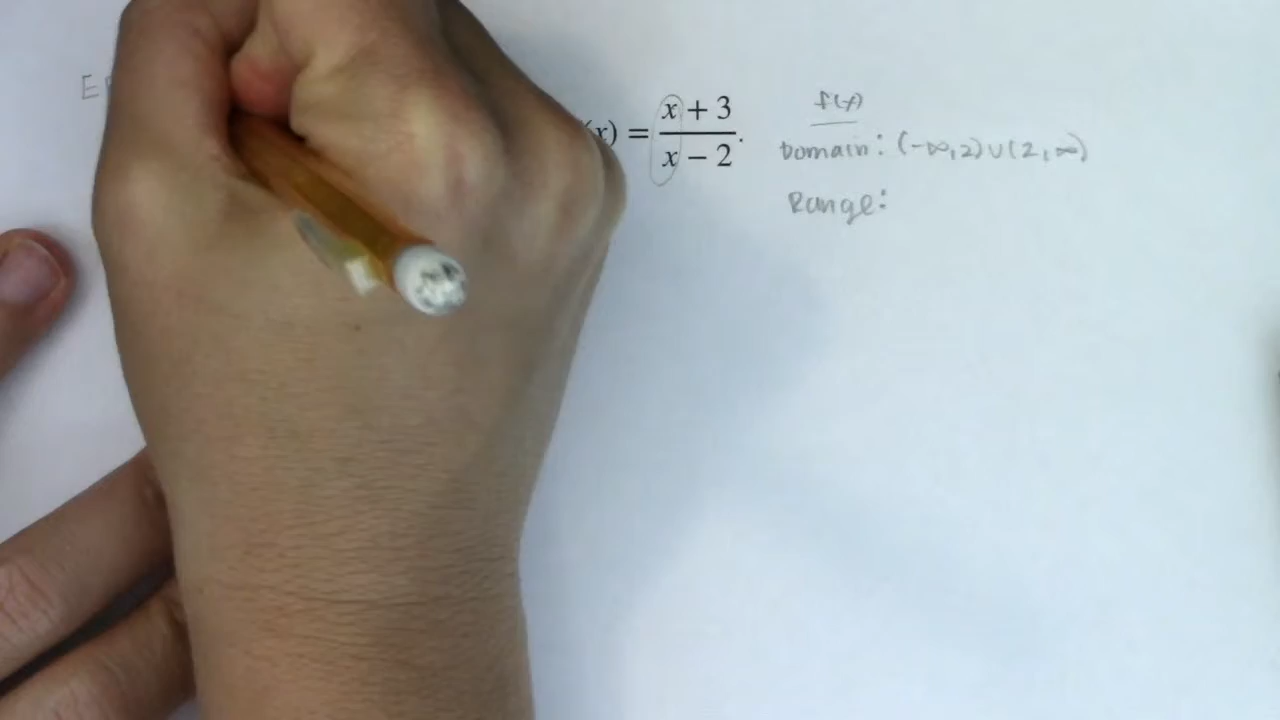 (x) = x + 3 / x − 2 .
f(x)
Domain: (-∞, 2) ∪ (2, ∞)
Range: